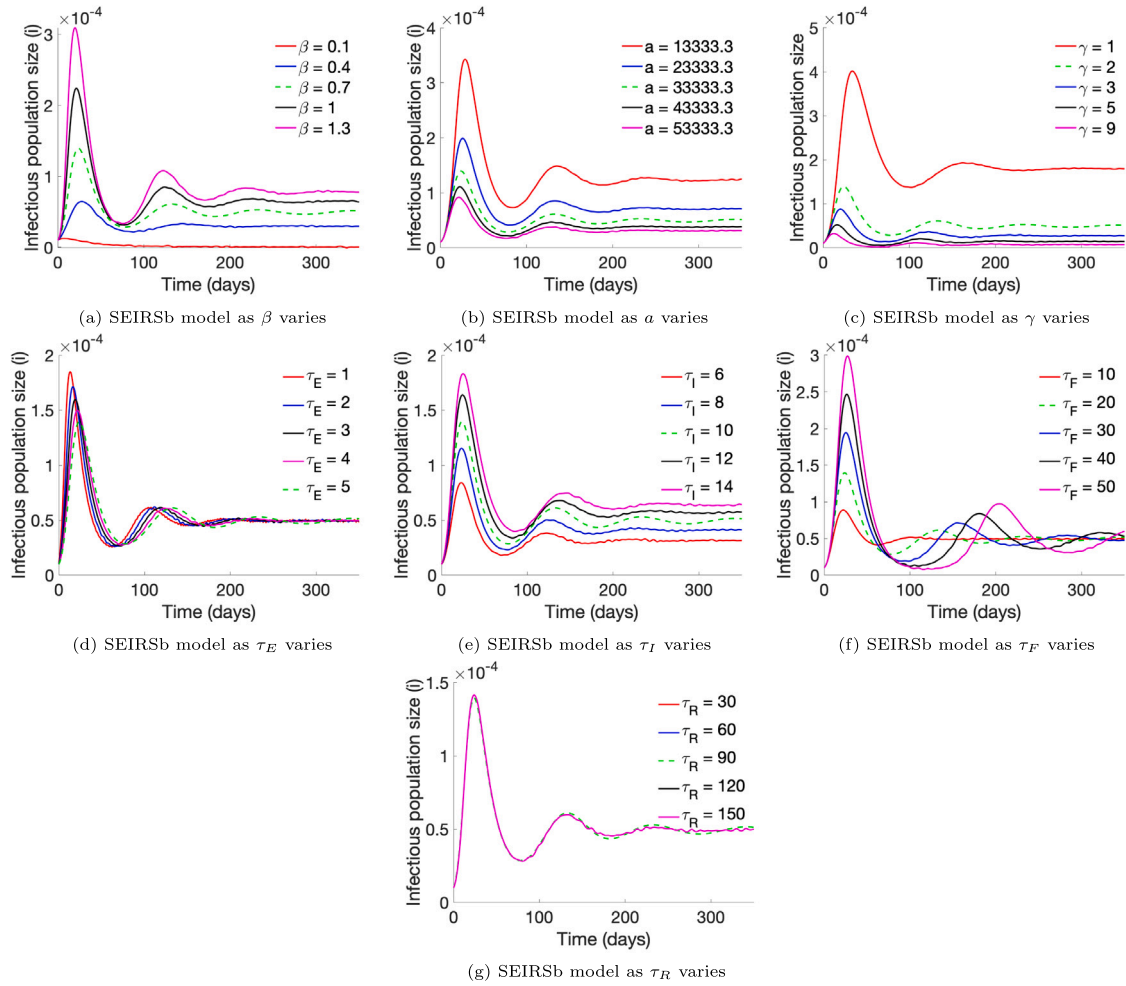 ×10⁻⁴
Infectious population size (i)
3
2
1
0
0 100 200 300
Time (days)
β = 0.1
β = 0.4
β = 0.7
β = 1
β = 1.3
(a) SEIRSb model as β varies
×10⁻⁴
Infectious population size (i)
4
3
2
1
0
0 100 200 300
Time (days)
a = 13333.3
a = 23333.3
a = 33333.3
a = 43333.3
a = 53333.3
(b) SEIRSb model as a varies
×10⁻⁴
Infectious population size (i)
5
4
3
2
1
0
0 100 200 300
Time (days)
γ = 1
γ = 2
γ = 3
γ = 5
γ = 9
(c) SEIRSb model as γ varies
×10⁻⁴
Infectious population size (i)
2
1.5
1
0.5
0
0 100 200 300
Time (days)
τ_E = 1
τ_E = 2
τ_E = 3
τ_E = 4
τ_E = 5
(d) SEIRSb model as τ_E varies
×10⁻⁴
Infectious population size (i)
2
1.5
1
0.5
0
0 100 200 300
Time (days)
τ_I = 6
τ_I = 8
τ_I = 10
τ_I = 12
τ_I = 14
(e) SEIRSb model as τ_I varies
×10⁻⁴
Infectious population size (i)
3
2.5
2
1.5
1
0.5
0
0 100 200 300
Time (days)
τ_F = 10
τ_F = 20
τ_F = 30
τ_F = 40
τ_F = 50
(f) SEIRSb model as τ_F varies
×10⁻⁴
Infectious population size (i)
1.5
1
0.5
0
0 100 200 300
Time (days)
τ_R = 30
τ_R = 60
τ_R = 90
τ_R = 120
τ_R = 150
(g) SEIRSb model as τ_R varies